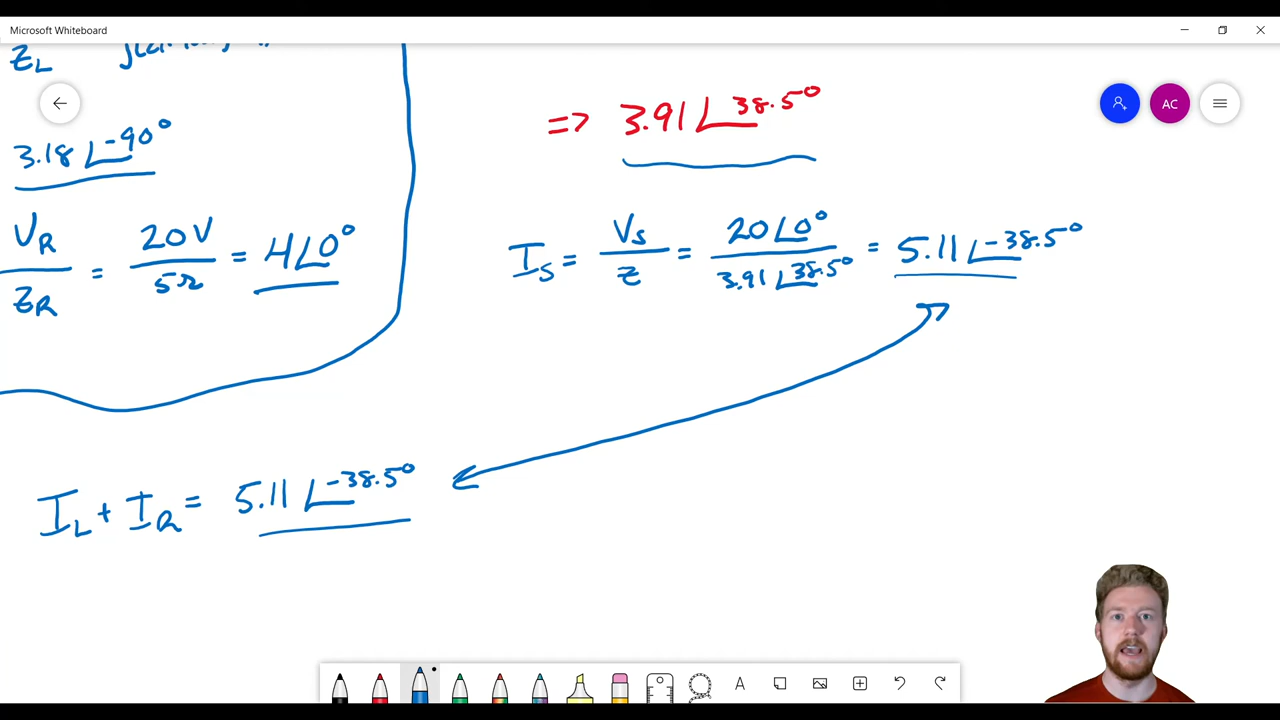 Microsoft Whiteboard
Z_L
=> 3.91∠38.5°
AC
3.18∠-90°
V_R/Z_R = 20V/5Ω = 4∠0°
I_S = V_S/Z = 20∠0°/3.91∠38.5° = 5.11∠-38.5°
I_L + I_R = 5.11∠-38.5°
A